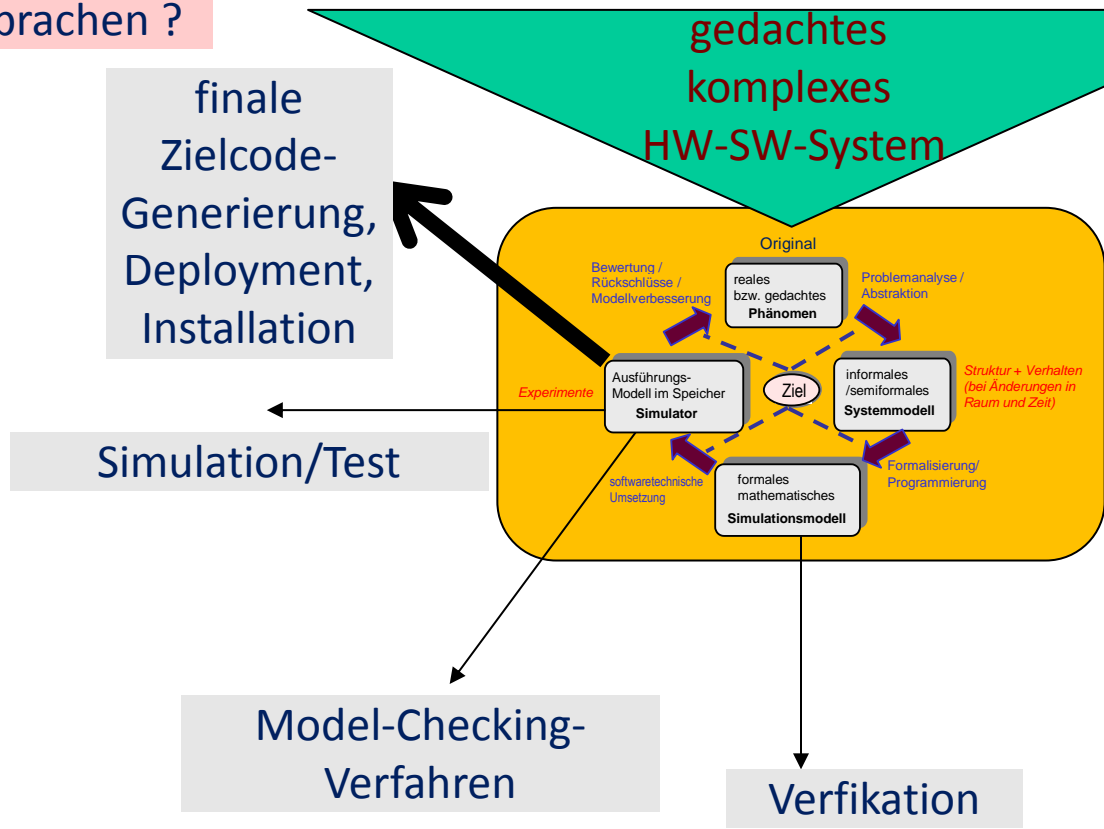 prachen ?
gedachtes
komplexes
HW-SW-System
finale
Zielcode-
Generierung,
Deployment,
Installation
Original
Bewertung /
Rückschlüsse /
Modellverbesserung
reales
bzw. gedachtes
Phänomen
Problemanalyse /
Abstraktion
Experimente
Ausführungs-
Modell im Speicher
Simulator
Ziel
informales
/semiformales
Systemmodell
Struktur + Verhalten
(bei Änderungen in
Raum und Zeit)
Simulation/Test
softwaretechnische
Umsetzung
formales
mathematisches
Simulationsmodell
Formalisierung/
Programmierung
Model-Checking-
Verfahren
Verfikation